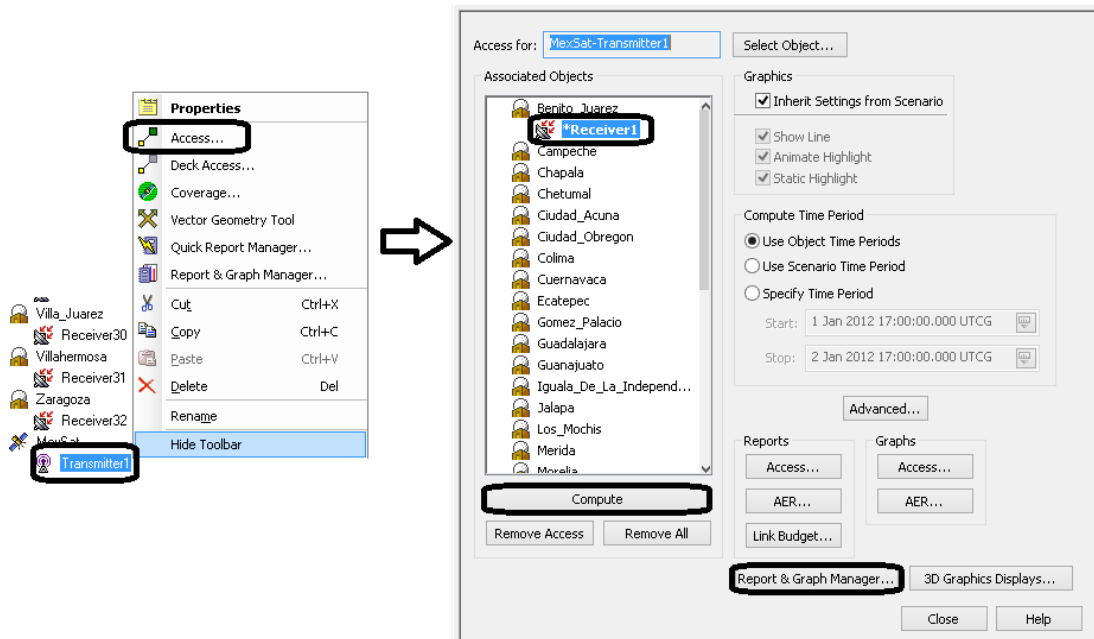 Villa_Juarez
Receiver30
Villahermosa
Receiver31
Zaragoza
Receiver32
MexSat
Transmitter1
Properties
Access...
Deck Access...
Coverage...
Vector Geometry Tool
Quick Report Manager...
Report & Graph Manager...
Cut Ctrl+X
Copy Ctrl+C
Paste Ctrl+V
Delete Del
Rename
Hide Toolbar
Access for: MexSat-Transmitter1 Select Object...
Associated Objects
Benito_Juarez
*Receiver1
Campeche
Chapala
Chetumal
Ciudad_Acuna
Ciudad_Obregon
Colima
Cuernavaca
Ecatepec
Gomez_Palacio
Guadalajara
Guanajuato
Iguala_De_La_Independ...
Jalapa
Los_Mochis
Merida
Morelia
Compute
Remove Access Remove All
Graphics
Inherit Settings from Scenario
Show Line
Animate Highlight
Static Highlight
Compute Time Period
Use Object Time Periods
Use Scenario Time Period
Specify Time Period
Start: 1 Jan 2012 17:00:00.000 UTCG
Stop: 2 Jan 2012 17:00:00.000 UTCG
Advanced...
Reports Graphs
Access... Access...
AER... AER...
Link Budget...
Report & Graph Manager... 3D Graphics Displays...
Close Help